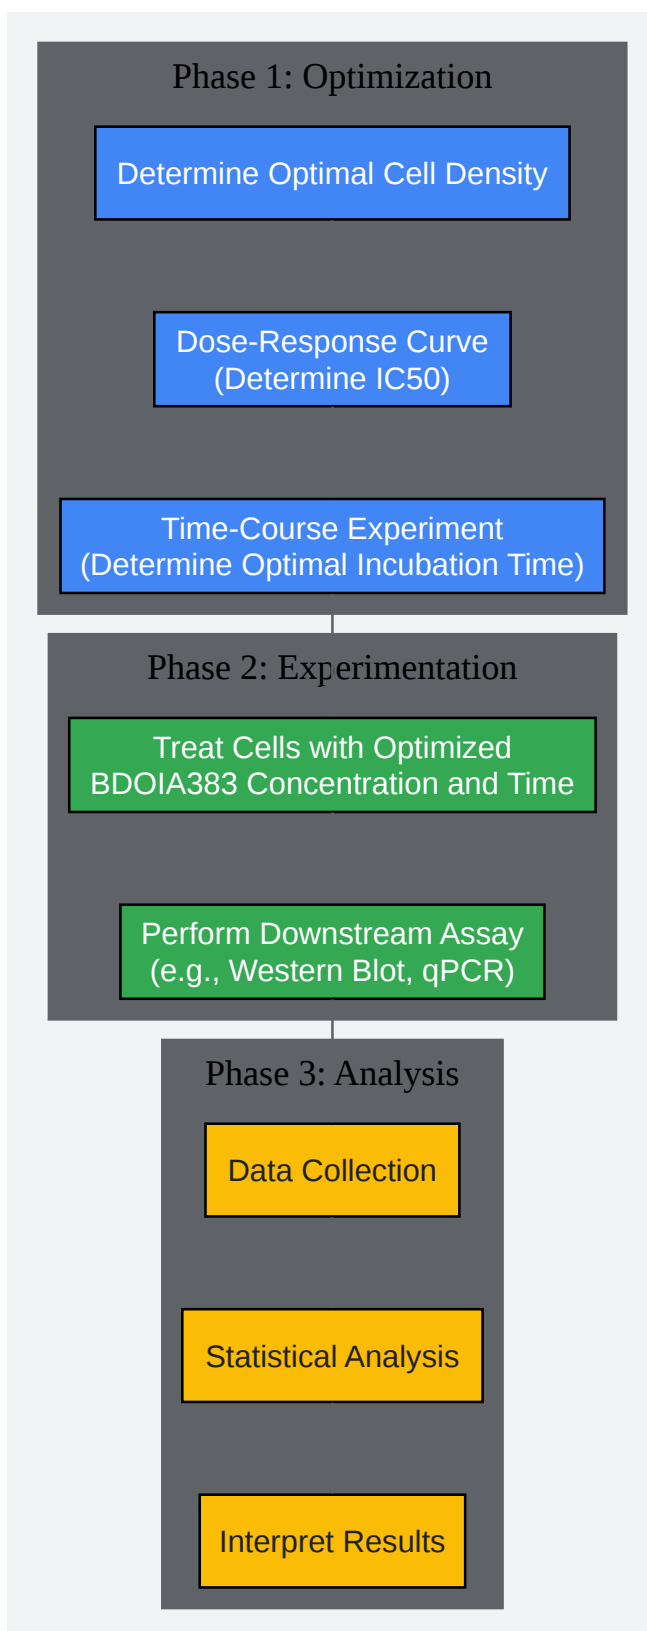 Phase 1: Optimization
Determine Optimal Cell Density
Dose-Response Curve
(Determine IC50)
Time-Course Experiment
(Determine Optimal Incubation Time)
Phase 2: Experimentation
Treat Cells with Optimized
BDOIA383 Concentration and Time
Perform Downstream Assay
(e.g., Western Blot, qPCR)
Phase 3: Analysis
Data Collection
Statistical Analysis
Interpret Results